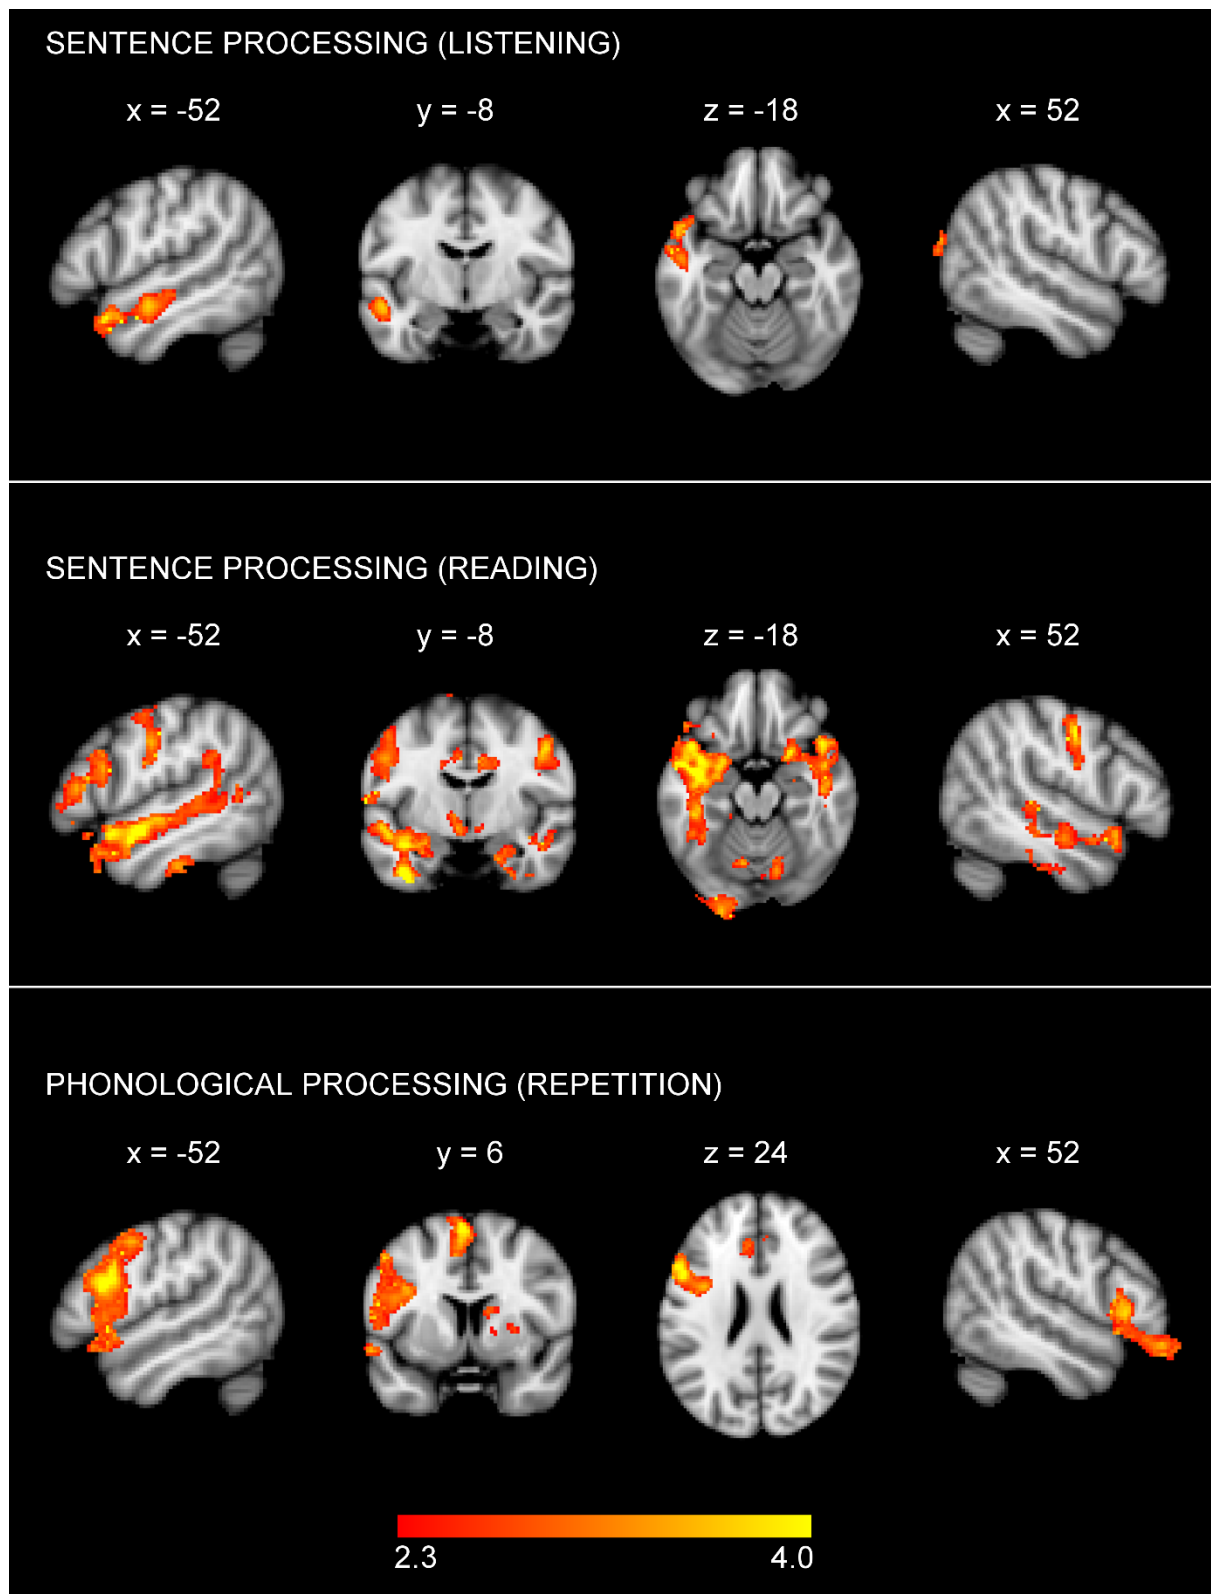 SENTENCE PROCESSING (LISTENING)
x = -52 y = -8 z = -18 x = 52
SENTENCE PROCESSING (READING)
x = -52 y = -8 z = -18 x = 52
PHONOLOGICAL PROCESSING (REPETITION)
x = -52 y = 6 z = 24 x = 52
2.3 4.0